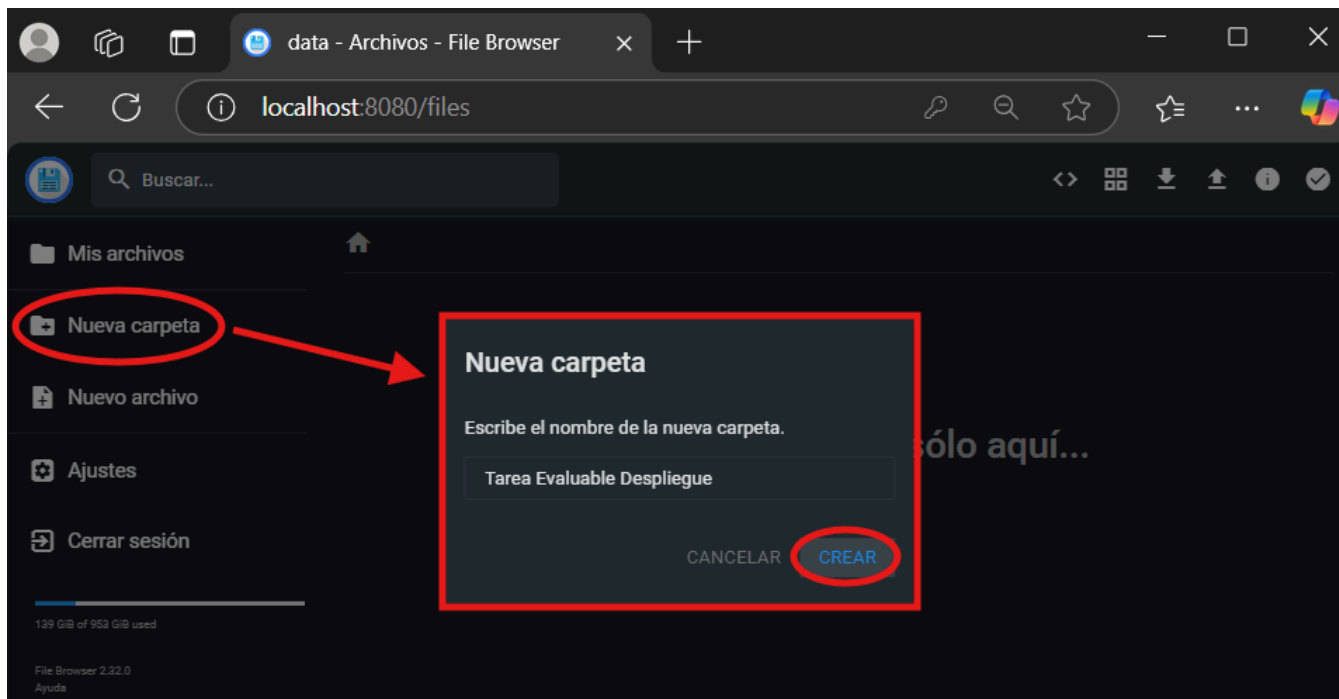 data - Archivos - File Browser
localhost:8080/files
Buscar...
Mis archivos
Nueva carpeta
Nuevo archivo
Ajustes
Cerrar sesión
139 GiB of 953 GiB used
File Browser 2.32.0
Ayuda
Nueva carpeta
Escribe el nombre de la nueva carpeta.
Tarea Evaluable Despliegue
CANCELAR CREAR
sólo aquí...